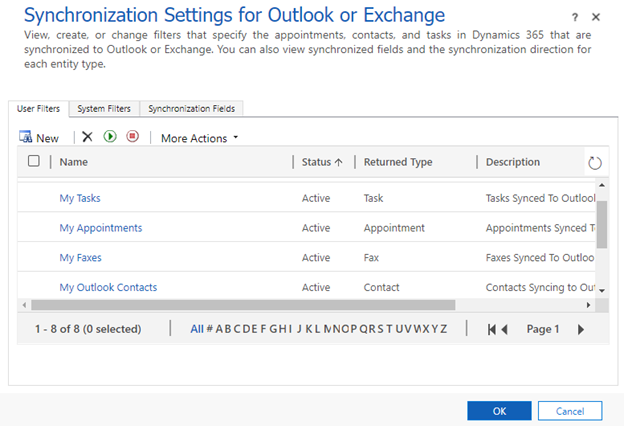 Synchronization Settings for Outlook or Exchange
? ×
View, create, or change filters that specify the appointments, contacts, and tasks in Dynamics 365 that are
synchronized to Outlook or Exchange. You can also view synchronized fields and the synchronization direction for
each entity type.
User Filters System Filters Synchronization Fields
New More Actions
Name Status ↑ Returned Type Description
My Tasks Active Task Tasks Synced To Outlool
My Appointments Active Appointment Appointments Synced T
My Faxes Active Fax Faxes Synced To Outloo
My Outlook Contacts Active Contact Contacts Syncing to Out
1 - 8 of 8 (0 selected) All # A B C D E F G H I J K L M N O P Q R S T U V W X Y Z Page 1
OK Cancel